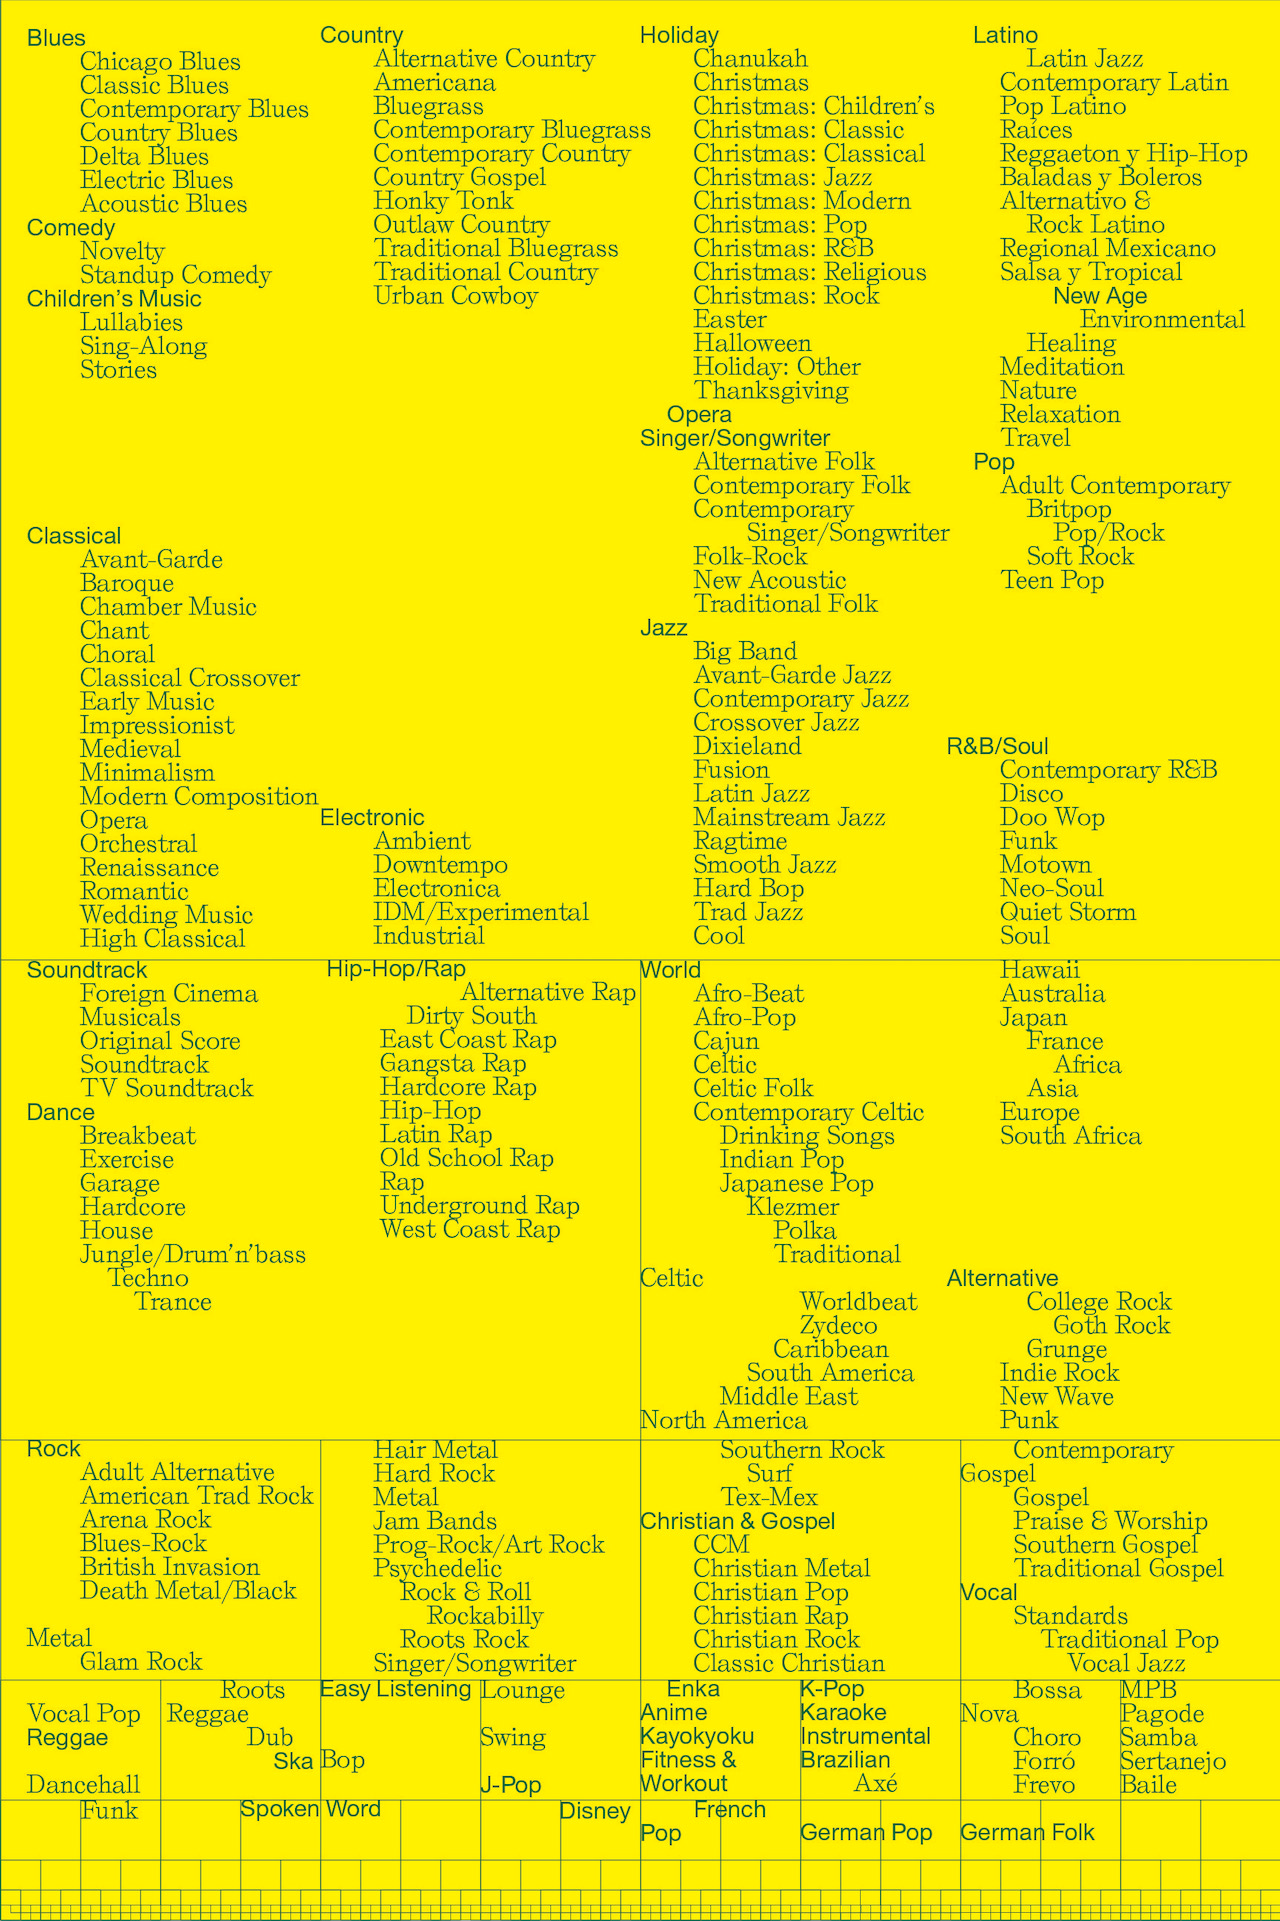 Blues
Chicago Blues
Classic Blues
Contemporary Blues
Country Blues
Delta Blues
Electric Blues
Acoustic Blues
Comedy
Novelty
Standup Comedy
Children's Music
Lullabies
Sing-Along
Stories
Classical
Avant-Garde
Baroque
Chamber Music
Chant
Choral
Classical Crossover
Early Music
Impressionist
Medieval
Minimalism
Modern Composition
Opera
Orchestral
Renaissance
Romantic
Wedding Music
High Classical
Country
Alternative Country
Americana
Bluegrass
Contemporary Bluegrass
Contemporary Country
Country Gospel
Honky Tonk
Outlaw Country
Traditional Bluegrass
Traditional Country
Urban Cowboy
Electronic
Ambient
Downtempo
Electronica
IDM/Experimental
Industrial
Holiday
Chanukah
Christmas
Christmas: Children's
Christmas: Classic
Christmas: Classical
Christmas: Jazz
Christmas: Modern
Christmas: Pop
Christmas: R&B
Christmas: Religious
Christmas: Rock
Easter
Halloween
Holiday: Other
Thanksgiving
Opera
Singer/Songwriter
Alternative Folk
Contemporary Folk
Contemporary
Singer/Songwriter
Folk-Rock
New Acoustic
Traditional Folk
Jazz
Big Band
Avant-Garde Jazz
Contemporary Jazz
Crossover Jazz
Dixieland
Fusion
Latin Jazz
Mainstream Jazz
Ragtime
Smooth Jazz
Hard Bop
Trad Jazz
Cool
Latino
Latin Jazz
Contemporary Latin
Pop Latino
Raíces
Reggaeton y Hip-Hop
Baladas y Boleros
Alternativo &
Rock Latino
Regional Mexicano
Salsa y Tropical
New Age
Environmental
Healing
Meditation
Nature
Relaxation
Travel
Pop
Adult Contemporary
Britpop
Pop/Rock
Soft Rock
Teen Pop
R&B/Soul
Contemporary R&B
Disco
Doo Wop
Funk
Motown
Neo-Soul
Quiet Storm
Soul
Soundtrack
Foreign Cinema
Musicals
Original Score
Soundtrack
TV Soundtrack
Dance
Breakbeat
Exercise
Garage
Hardcore
House
Jungle/Drum'n'bass
Techno
Trance
Hip-Hop/Rap
Alternative Rap
Dirty South
East Coast Rap
Gangsta Rap
Hardcore Rap
Hip-Hop
Latin Rap
Old School Rap
Rap
Underground Rap
West Coast Rap
World
Afro-Beat
Afro-Pop
Cajun
Celtic
Celtic Folk
Contemporary Celtic
Drinking Songs
Indian Pop
Japanese Pop
Klezmer
Polka
Traditional
Celtic
Worldbeat
Zydeco
Caribbean
South America
Middle East
North America
Hawaii
Australia
Japan
France
Africa
Asia
Europe
South Africa
Alternative
College Rock
Goth Rock
Grunge
Indie Rock
New Wave
Punk
Rock
Adult Alternative
American Trad Rock
Arena Rock
Blues-Rock
British Invasion
Death Metal/Black
Metal
Glam Rock
Hair Metal
Hard Rock
Metal
Jam Bands
Prog-Rock/Art Rock
Psychedelic
Rock & Roll
Rockabilly
Roots Rock
Singer/Songwriter
Southern Rock
Surf
Tex-Mex
Christian & Gospel
CCM
Christian Metal
Christian Pop
Christian Rap
Christian Rock
Classic Christian
Contemporary
Gospel
Gospel
Praise & Worship
Southern Gospel
Traditional Gospel
Vocal
Standards
Traditional Pop
Vocal Jazz
Vocal Pop
Reggae
Dancehall
Roots
Reggae
Dub
Ska
Easy Listening
Bop
Lounge
Swing
J-Pop
Enka
Anime
Kayokyoku
Fitness &
Workout
K-Pop
Karaoke
Instrumental
Brazilian
Axé
Bossa
Nova
Choro
Forró
Frevo
MPB
Pagode
Samba
Sertanejo
Baile
Funk
Spoken Word
Disney
French
Pop
German Pop
German Folk